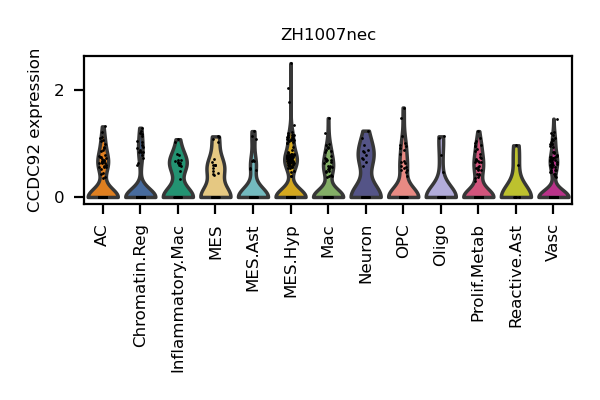 ZH1007nec
CCDC92 expression
2
0
AC
Chromatin.Reg
Inflammatory.Mac
MES
MES.Ast
MES.Hyp
Mac
Neuron
OPC
Oligo
Prolif.Metab
Reactive.Ast
Vasc